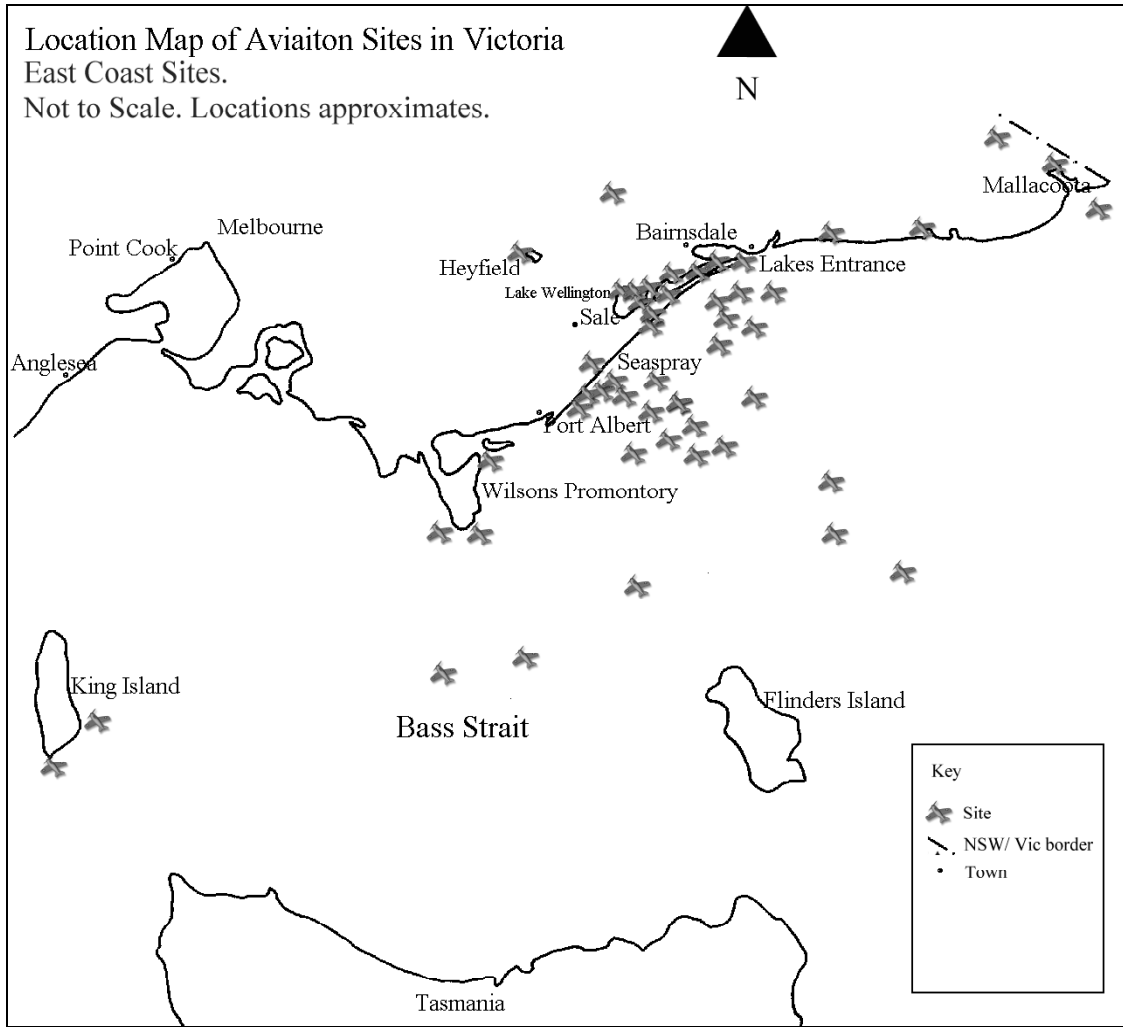 Location Map of Aviaiton Sites in Victoria
East Coast Sites.
Not to Scale. Locations approximates.
N
Mallacoota
Melbourne
Bairnsdale
Point Cook
Lakes Entrance
Heyfield
Lake Wellington
Sale
Anglesea
Seaspray
Port Albert
Wilsons Promontory
King Island
Flinders Island
Bass Strait
Key
Site
NSW/ Vic border
Town
Tasmania